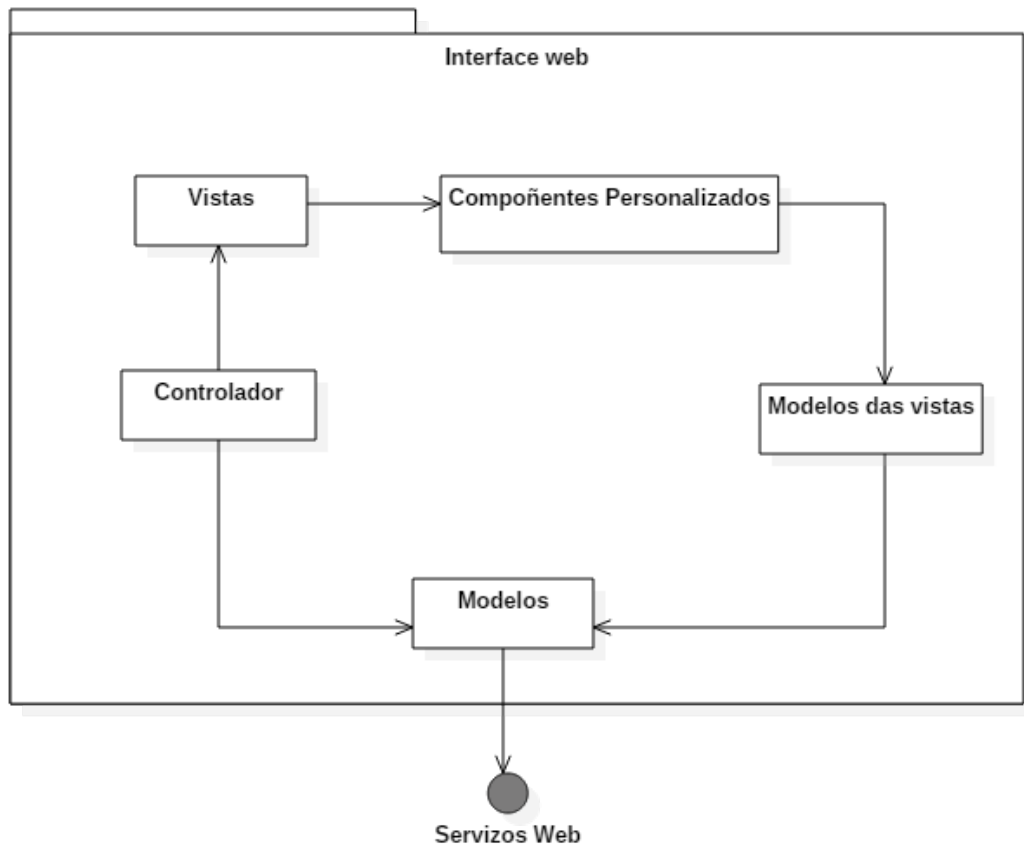 Interface web
Vistas
Compoñentes Personalizados
Controlador
Modelos das vistas
Modelos
Servizos Web